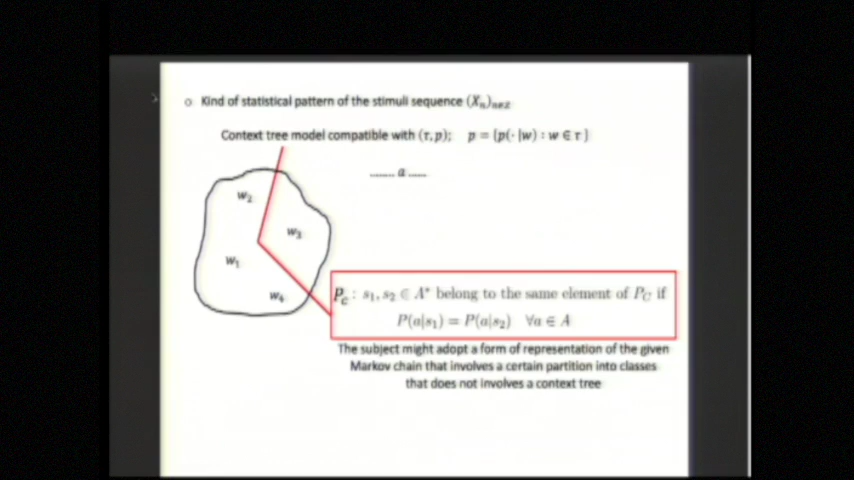 o Kind of statistical pattern of the stimuli sequence (Xₙ)ₙ∈ℤ
Context tree model compatible with (τ, p); p = {p(· |w) : w ∈ τ}
....... a .....
w₂
w₃
w₁
w₄
P_C : s₁, s₂ ∈ A* belong to the same element of P_C if
P(a|s₁) = P(a|s₂) ∀a ∈ A
The subject might adopt a form of representation of the given
Markov chain that involves a certain partition into classes
that does not involves a context tree